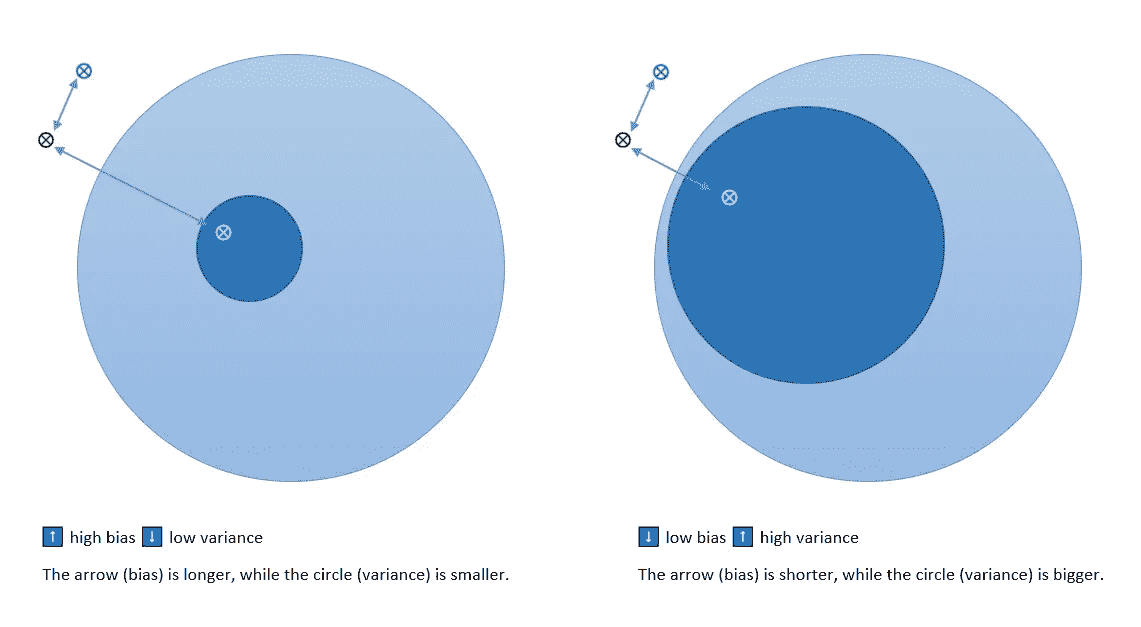 ↑ high bias ↓ low variance
The arrow (bias) is longer, while the circle (variance) is smaller.
↓ low bias ↑ high variance
The arrow (bias) is shorter, while the circle (variance) is bigger.